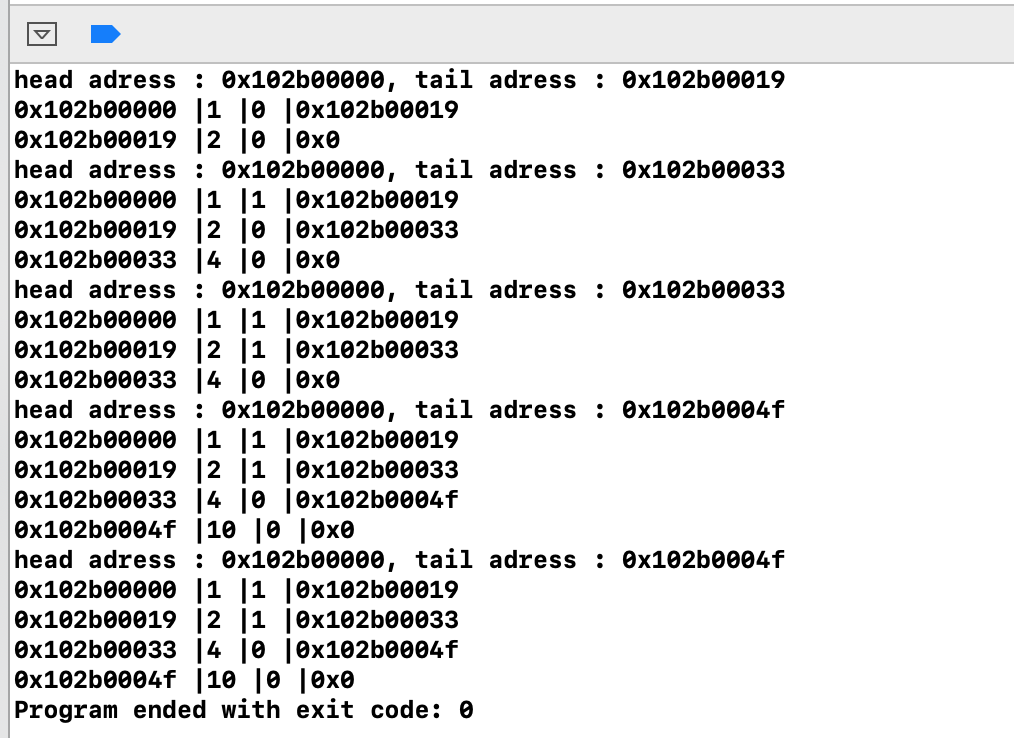 head adress : 0x102b00000, tail adress : 0x102b00019
0x102b00000 |1 |0 |0x102b00019
0x102b00019 |2 |0 |0x0
head adress : 0x102b00000, tail adress : 0x102b00033
0x102b00000 |1 |1 |0x102b00019
0x102b00019 |2 |0 |0x102b00033
0x102b00033 |4 |0 |0x0
head adress : 0x102b00000, tail adress : 0x102b00033
0x102b00000 |1 |1 |0x102b00019
0x102b00019 |2 |1 |0x102b00033
0x102b00033 |4 |0 |0x0
head adress : 0x102b00000, tail adress : 0x102b0004f
0x102b00000 |1 |1 |0x102b00019
0x102b00019 |2 |1 |0x102b00033
0x102b00033 |4 |0 |0x102b0004f
0x102b0004f |10 |0 |0x0
head adress : 0x102b00000, tail adress : 0x102b0004f
0x102b00000 |1 |1 |0x102b00019
0x102b00019 |2 |1 |0x102b00033
0x102b00033 |4 |0 |0x102b0004f
0x102b0004f |10 |0 |0x0
Program ended with exit code: 0